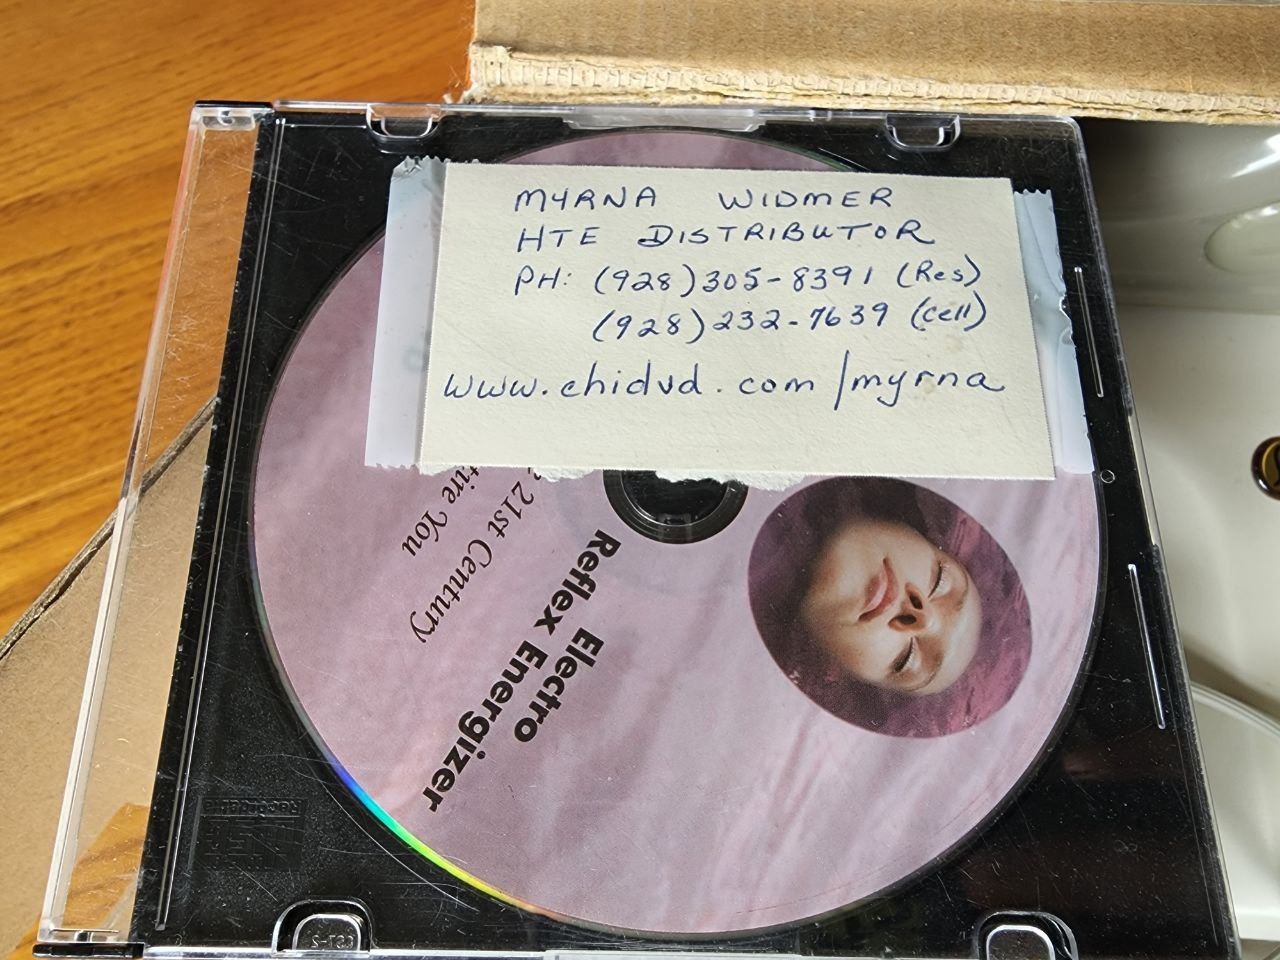 MYRNA WIDMER
HTE DISTRIBUTOR
PH: (928)305-8391 (Res)
(928)232-7639 (Cell)
www.chidvd.com/myrna
21st Century
You
Electro
Reflex Energizer